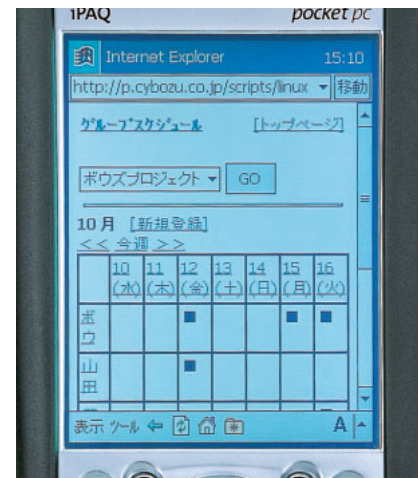 iPAQ pocket pc
Internet Explorer 15:10
http://p.cybozu.co.jp/scripts/linux 移動
ｸﾞﾙｰﾌﾟｽｹｼﾞｭｰﾙ [トップページ]
ボウズプロジェクト GO
10月 [新規登録]
<< 今週 >>
10 11 12 13 14 15 16
(水) (木) (金) (土) (日) (月) (火)
ボウ
山田
表示 ﾂｰﾙ A